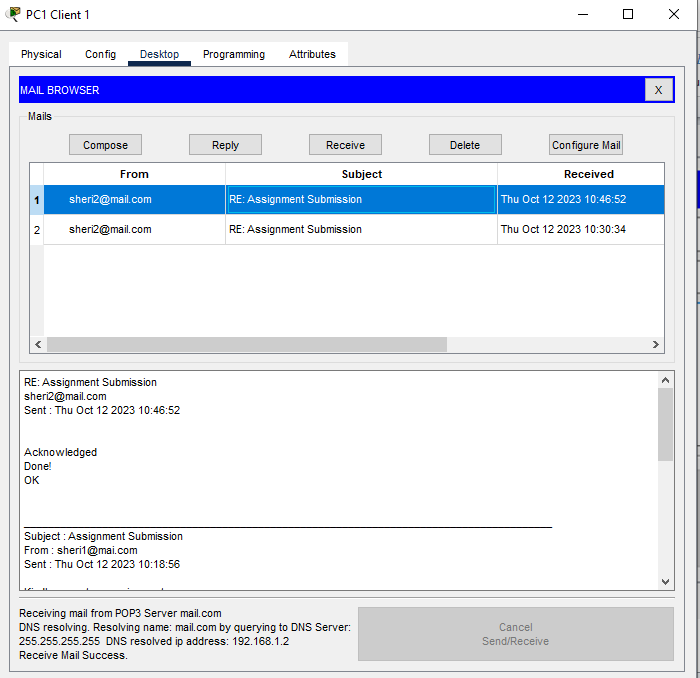 PC1 Client 1
Physical Config Desktop Programming Attributes
MAIL BROWSER X
Mails
Compose Reply Receive Delete Configure Mail
From Subject Received
1 sheri2@mail.com RE: Assignment Submission Thu Oct 12 2023 10:46:52
2 sheri2@mail.com RE: Assignment Submission Thu Oct 12 2023 10:30:34
RE: Assignment Submission
sheri2@mail.com
Sent : Thu Oct 12 2023 10:46:52
Acknowledged
Done!
OK
Subject : Assignment Submission
From : sheri1@mai.com
Sent : Thu Oct 12 2023 10:18:56
Receiving mail from POP3 Server mail.com
DNS resolving. Resolving name: mail.com by querying to DNS Server:
255.255.255.255 DNS resolved ip address: 192.168.1.2
Receive Mail Success.
Cancel
Send/Receive